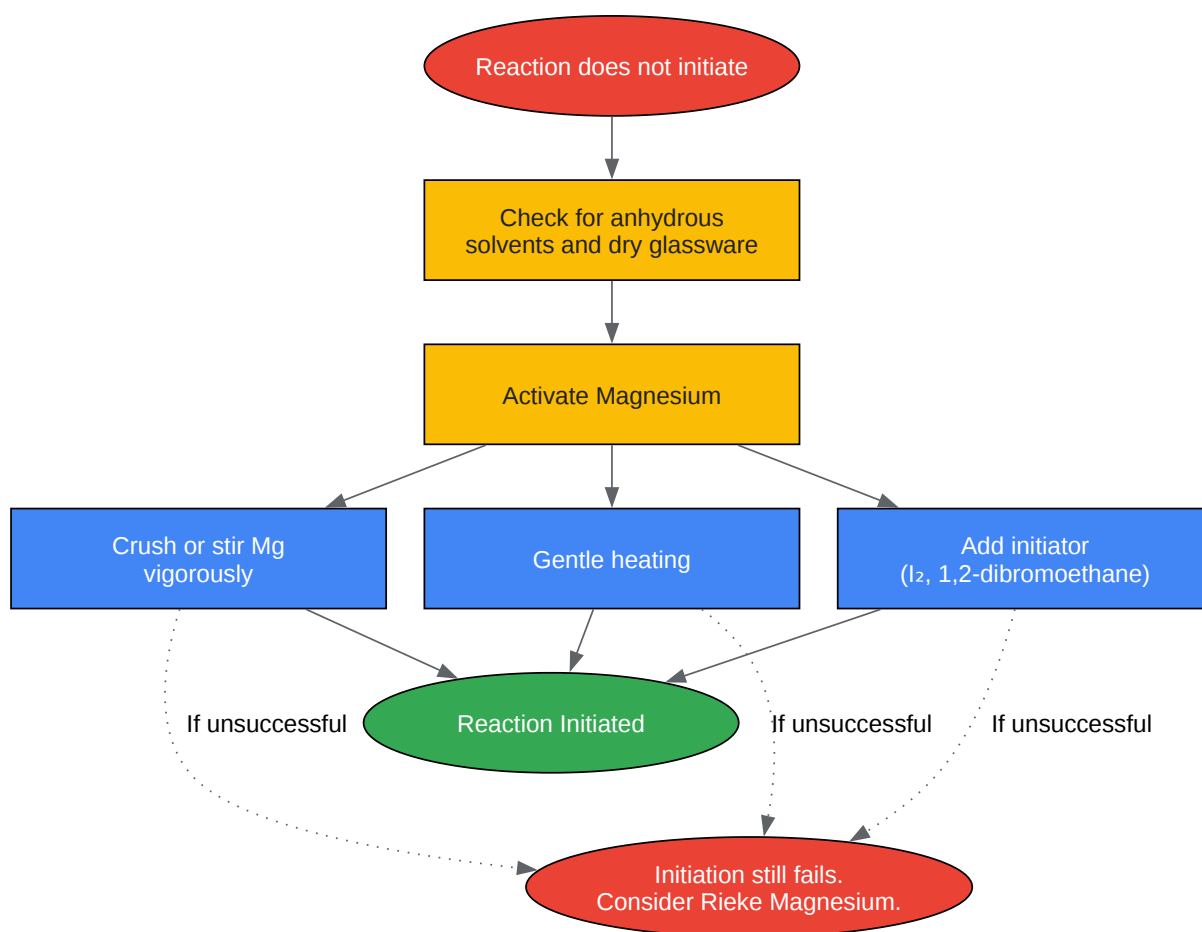 Reaction does not initiate
Check for anhydrous
solvents and dry glassware
Activate Magnesium
Crush or stir Mg
vigorously
Gentle heating
Add initiator
(I₂, 1,2-dibromoethane)
If unsuccessful
Reaction Initiated
If unsuccessful
If unsuccessful
Initiation still fails.
Consider Rieke Magnesium.